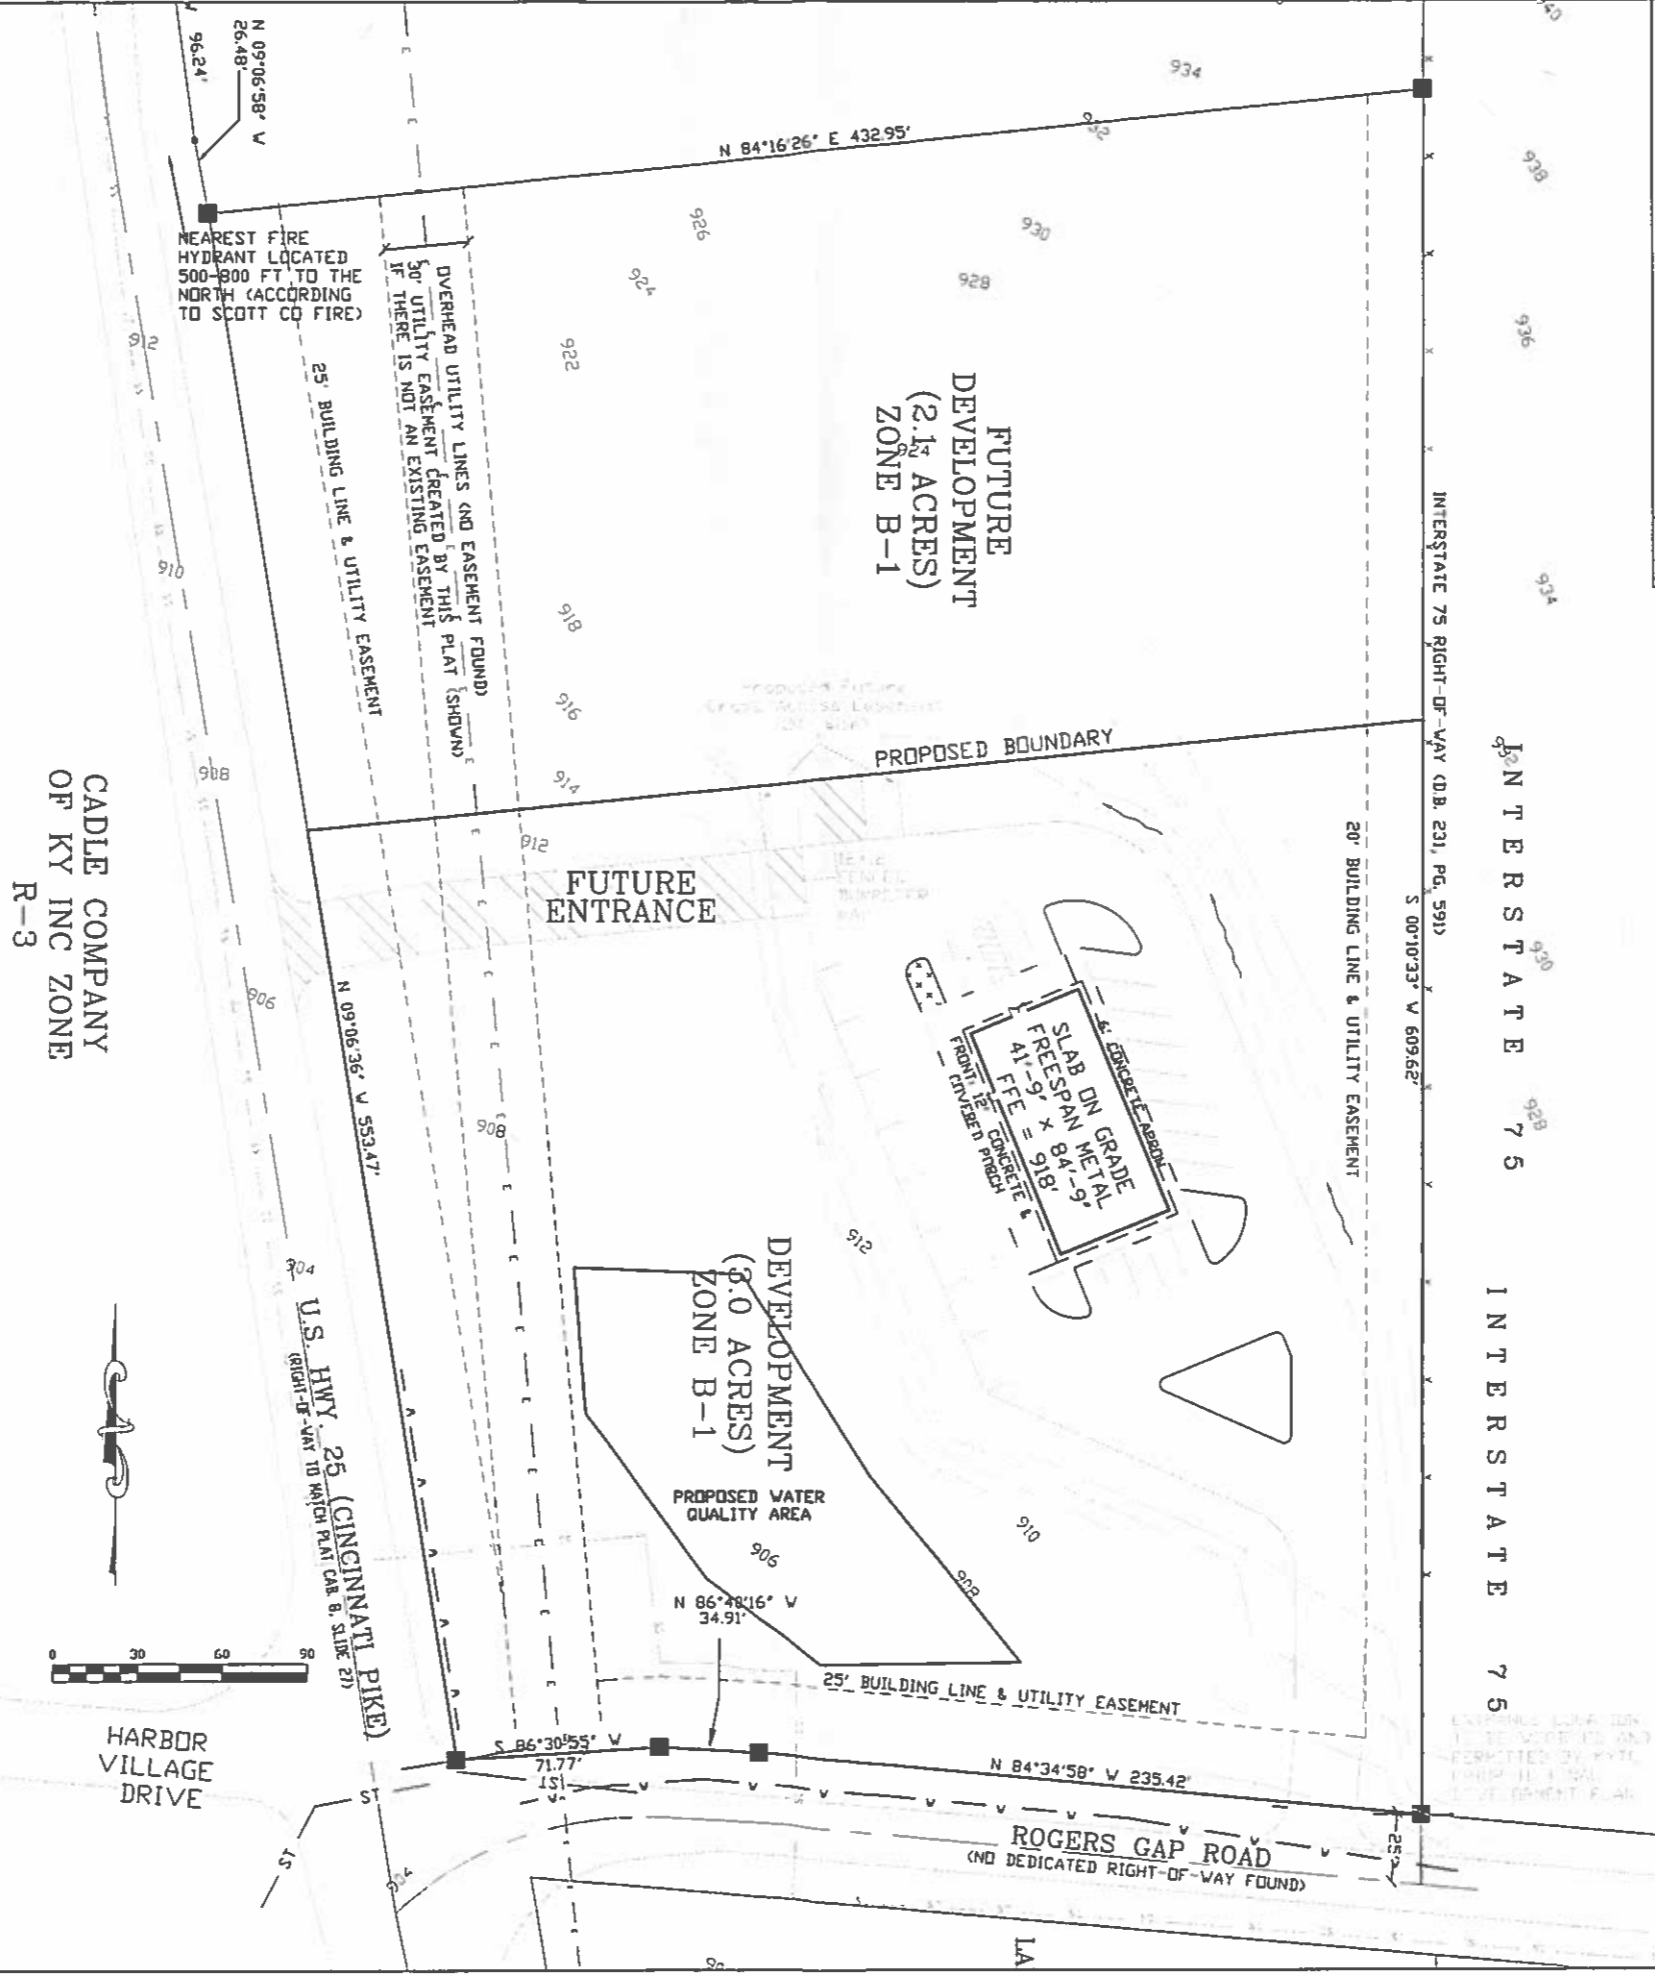 N 09°06'58" W
26.48'
96.24'
N 84°16'26" E 432.95'
934
932
938
936
934
930
928
926
924
922
918
916
914
912
NEAREST FIRE
HYDRANT LOCATED
500-800 FT TO THE
NORTH (ACCORDING
TO SCOTT CO FIRE)
912
910
908
906
904
25' BUILDING LINE & UTILITY EASEMENT
OVERHEAD UTILITY LINES (NO EASEMENT FOUND)
30' UTILITY EASEMENT CREATED BY THIS PLAT (SHOWN)
IF THERE IS NOT AN EXISTING EASEMENT
FUTURE
DEVELOPMENT
(2.1 ACRES)
ZONE B-1
924
INTERSTATE 75 RIGHT-OF-WAY (D.B. 231, PG. 591)
S 00°10'33" W 609.62'
20' BUILDING LINE & UTILITY EASEMENT
INTERSTATE 75
INTERSTATE 75
930
928
PROPOSED BOUNDARY
FUTURE
ENTRANCE
6' CONCRETE APRON
SLAB ON GRADE
FREESPAN METAL
41'-9" X 84'-9"
FFE = 918'
FRONT: 12' CONCRETE &
COVERED PORCH
CADLE COMPANY
OF KY INC ZONE
R-3
N 09°06'36" W 553.47'
908
912
DEVELOPMENT
(3.0 ACRES)
ZONE B-1
PROPOSED WATER
QUALITY AREA
906
910
908
N 86°48'16" W
34.91'
25' BUILDING LINE & UTILITY EASEMENT
U.S. HWY. 25 (CINCINNATI PIKE)
(RIGHT-OF-WAY TO MATCH PLAT CAB. 8, SLIDE 27)
0 30 60 90
HARBOR
VILLAGE
DRIVE
S 86°30'55" W
71.77'
N 84°34'58" W 235.42'
ROGERS GAP ROAD
(NO DEDICATED RIGHT-OF-WAY FOUND)
25'
ST
ST
ST
904
LA